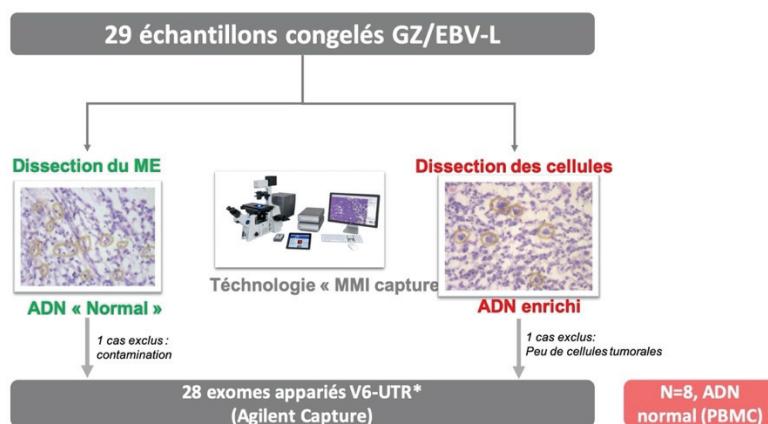 29 échantillons congelés GZ/EBV-L
Dissection du ME
Dissection des cellules
Téchnologie « MMI capture
ADN « Normal »
ADN enrichi
1 cas exclus :
contamination
1 cas exclus:
Peu de cellules tumorales
28 exomes appariés V6-UTR*
(Agilent Capture)
N=8, ADN
normal (PBMC)